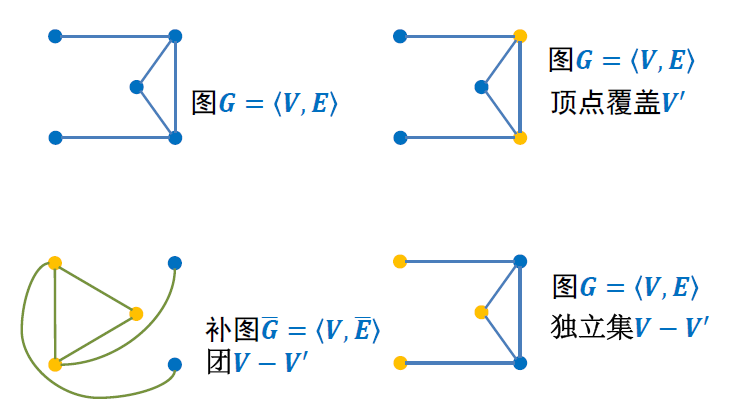 图G = ⟨V, E⟩
图G = ⟨V, E⟩
顶点覆盖V′
补图G̅ = ⟨V, E̅⟩
团V − V′
图G = ⟨V, E⟩
独立集V − V′